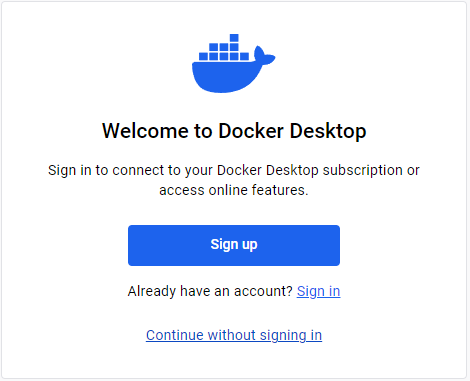 Welcome to Docker Desktop
Sign in to connect to your Docker Desktop subscription or
access online features.
Sign up
Already have an account? Sign in
Continue without signing in